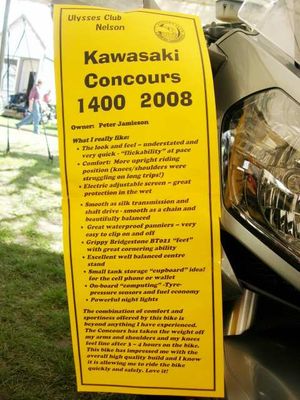 Ulysses Club
Nelson
Kawasaki
Concours
1400 2008
Owner: Peter Jamieson
What I really like:
• The look and feel – understated and
very quick - "Flickability" at pace
• Comfort: More upright riding
position (knees/shoulders were
struggling on long trips!)
• Electric adjustable screen – great
protection in the wet
• Smooth as silk transmission and
shaft drive - smooth as a chain and
beautifully balanced
• Great waterproof panniers – very
easy to clip on and off
• Grippy Bridgestone BT021 "feet"
with great cornering ability
• Excellent well balanced centre
stand
• Small tank storage "cupboard" ideal
for the cell phone or wallet
• On-board "computing" -Tyre-
pressure sensors and fuel economy
• Powerful night lights
The combination of comfort and
sportiness offered by this bike is
beyond anything I have experienced.
The Concours has taken the weight off
my arms and shoulders and my knees
feel fine after 3 – 4 hours on the bike.
This bike has impressed me with the
overall high quality build and I know
it is allowing me to ride the bike
quickly and safely. Love it!